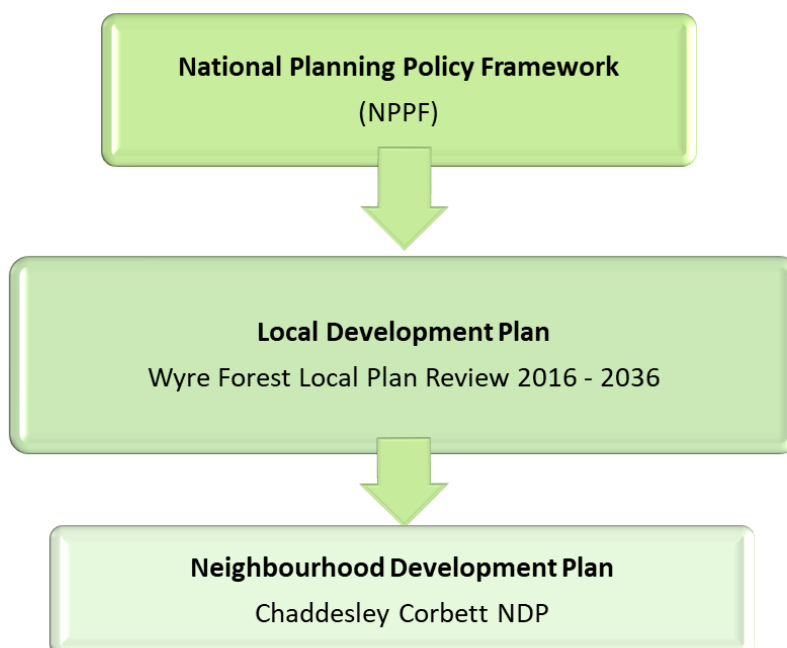 National Planning Policy Framework
(NPPF)
Local Development Plan
Wyre Forest Local Plan Review 2016 - 2036
Neighbourhood Development Plan
Chaddesley Corbett NDP